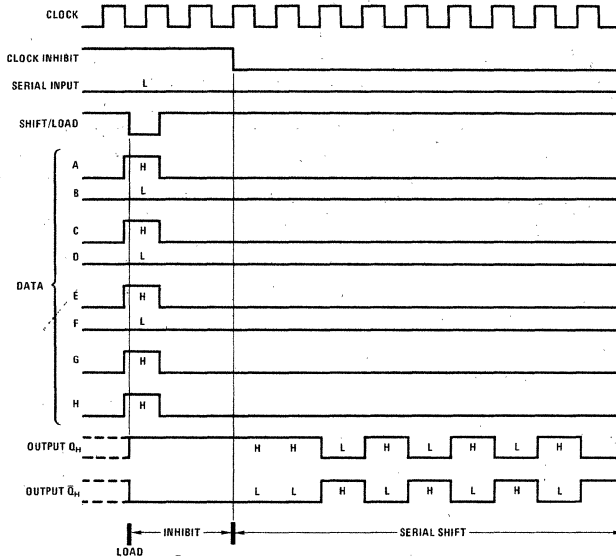 CLOCK
CLOCK INHIBIT
SERIAL INPUT
L
SHIFT/LOAD
A
H
B
L
C
H
D
L
DATA
E
H
F
L
G
H
H
H
OUTPUT QH
H H L H L H L H
OUTPUT Q̅H
L L H L H L H L
INHIBIT
SERIAL SHIFT
LOAD